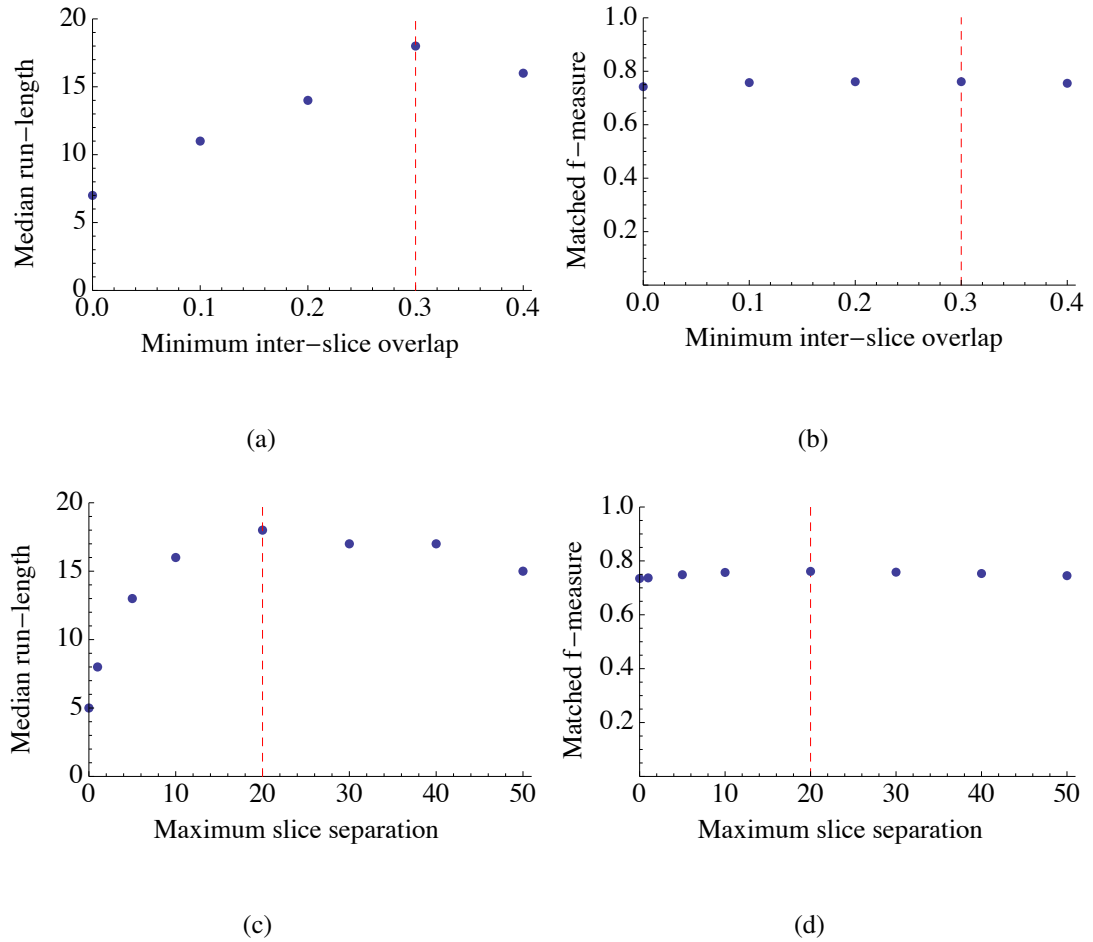 20
15
10
5
0
Median run−length
0.0 0.1 0.2 0.3 0.4
Minimum inter−slice overlap
(a)
1.0
0.8
0.6
0.4
0.2
Matched f−measure
0.0 0.1 0.2 0.3 0.4
Minimum inter−slice overlap
(b)
20
15
10
5
0
Median run−length
0 10 20 30 40 50
Maximum slice separation
(c)
1.0
0.8
0.6
0.4
0.2
Matched f−measure
0 10 20 30 40 50
Maximum slice separation
(d)